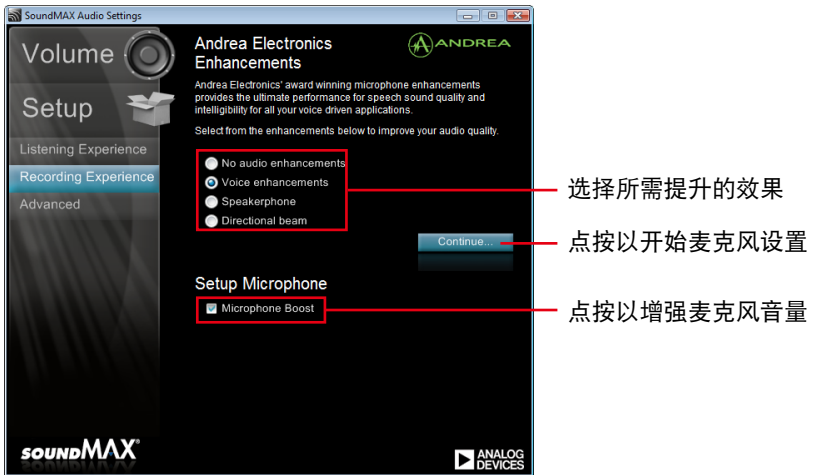 SoundMAX Audio Settings
Volume
Setup
Listening Experience
Recording Experience
Advanced
Andrea Electronics
Enhancements
ANDREA
Andrea Electronics' award winning microphone enhancements
provides the ultimate performance for speech sound quality and
intelligibility for all your voice driven applications.
Select from the enhancements below to improve your audio quality.
No audio enhancements
Voice enhancements
Speakerphone
Directional beam
Continue...
Setup Microphone
Microphone Boost
选择所需提升的效果
点按以开始麦克风设置
点按以增强麦克风音量
SOUNDMAX®
ANALOG
DEVICES